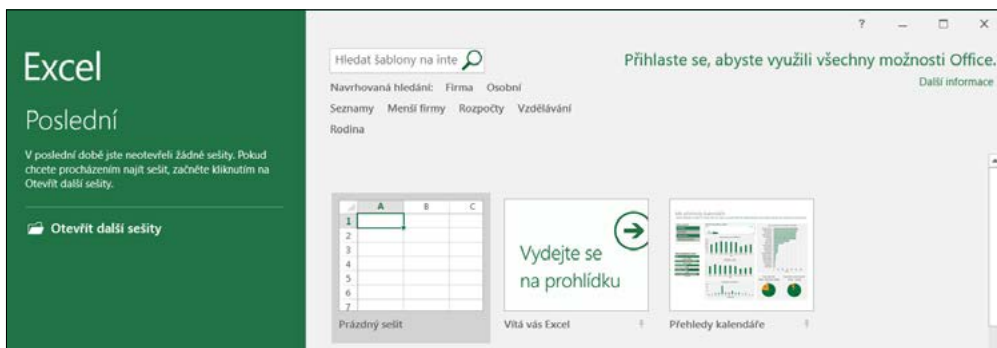 Excel
Poslední
V poslední době jste neotevřeli žádné sešity. Pokud
chcete procházením najít sešit, začněte kliknutím na
Otevřít další sešity.
Otevřít další sešity
?
Hledat šablony na inte
Přihlaste se, abyste využili všechny možnosti Office.
Další informace
Navrhovaná hledání: Firma Osobní
Seznamy Menší firmy Rozpočty Vzdělávání
Rodina
A B C
1
2
3
4
5
6
7
Prázdný sešit
Vydejte se
na prohlídku
Vítá vás Excel
Přehledy kalendáře